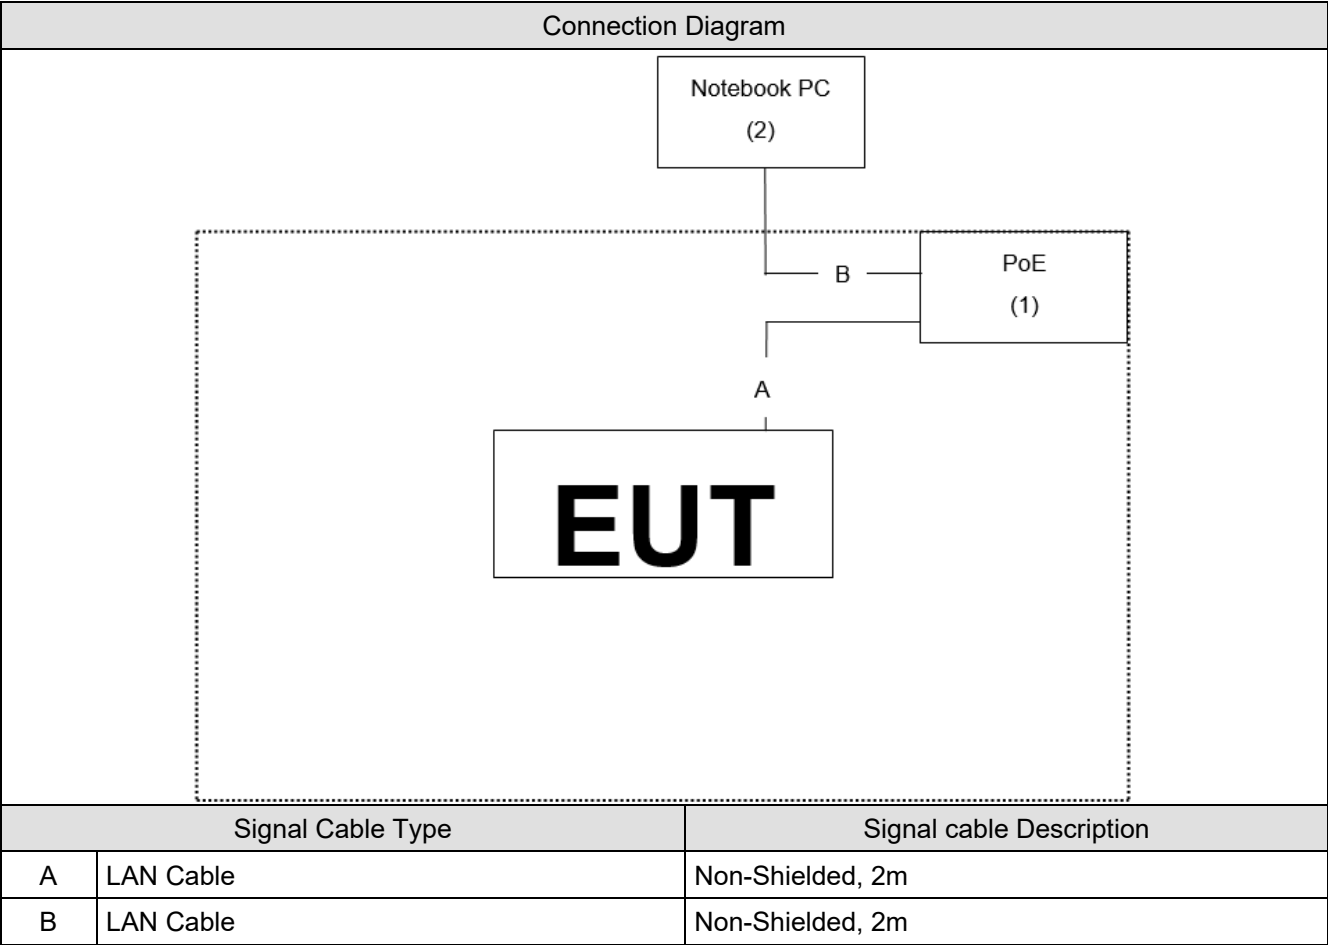 Connection Diagram
Notebook PC
(2)
PoE
(1)
B
A
EUT
Signal Cable Type Signal cable Description
A LAN Cable Non-Shielded, 2m
B LAN Cable Non-Shielded, 2m